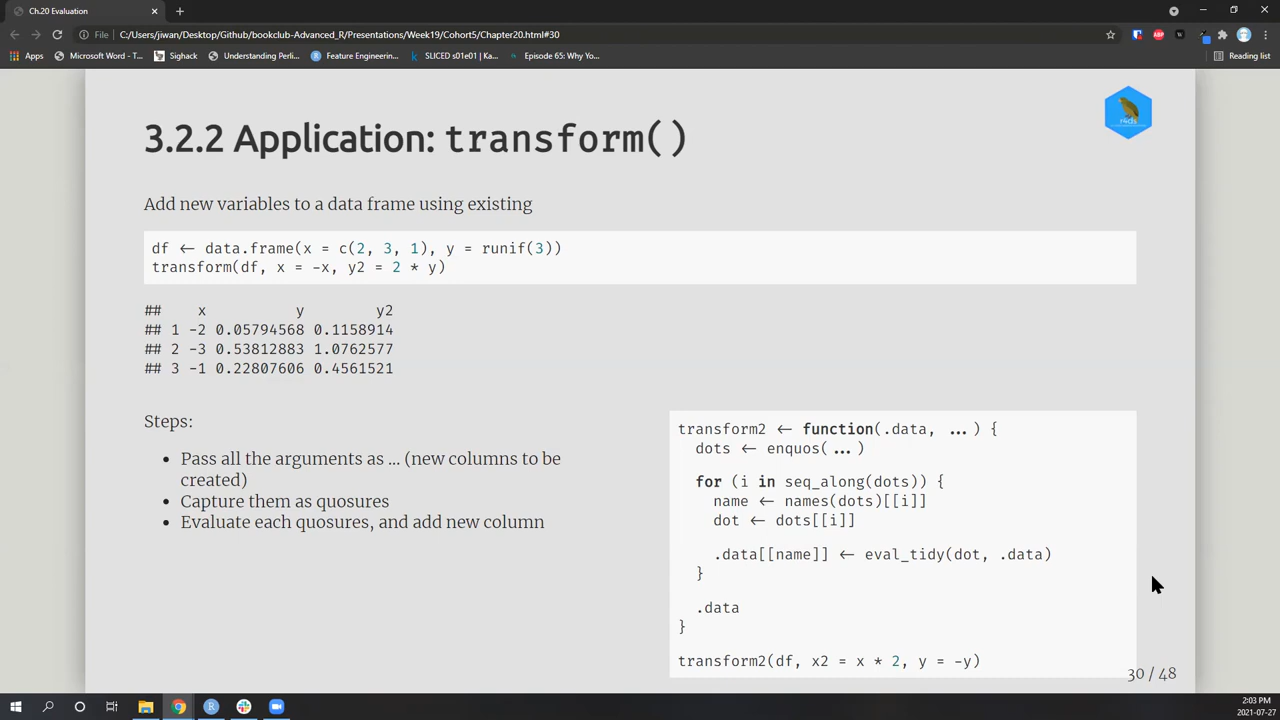 Ch.20 Evaluation
File
C:/Users/jiwan/Desktop/Github/bookclub-Advanced_R/Presentations/Week19/Cohort5/Chapter20.html#30
Apps
Microsoft Word - T...
Sighack
Understanding Perli...
Feature Engineerin...
SLICED s01e01 | Ka...
Episode 65: Why Yo...
Reading list
3.2.2 Application: transform()
r4ds
Add new variables to a data frame using existing
df ← data.frame(x = c(2, 3, 1), y = runif(3))
transform(df, x = -x, y2 = 2 * y)
## x y y2
## 1 -2 0.05794568 0.1158914
## 2 -3 0.53812883 1.0762577
## 3 -1 0.22807606 0.4561521
Steps:
• Pass all the arguments as ... (new columns to be
created)
• Capture them as quosures
• Evaluate each quosures, and add new column
transform2 ← function(.data, ...) {
dots ← enquos(...)
for (i in seq_along(dots)) {
name ← names(dots)[[i]]
dot ← dots[[i]]
.data[[name]] ← eval_tidy(dot, .data)
}
.data
}
transform2(df, x2 = x * 2, y = -y)
30 / 48
2:03 PM
2021-07-27